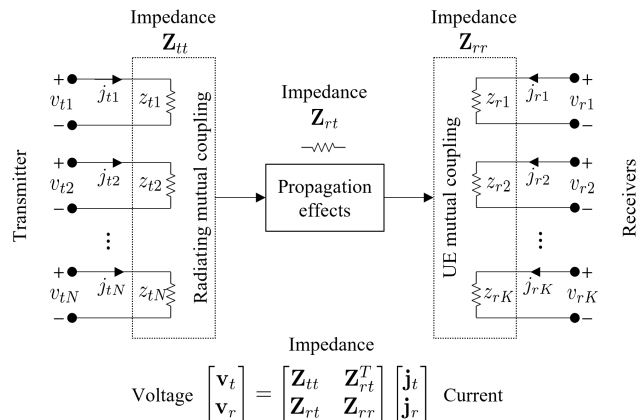 Impedance
Z_tt
Impedance
Z_rr
Impedance
Z_rt
Transmitter
+ v_t1 − j_t1 z_t1
+ v_t2 − j_t2 z_t2
...
+ v_tN − j_tN z_tN
Radiating mutual coupling
Propagation
effects
UE mutual coupling
z_r1 j_r1 + v_r1 −
z_r2 j_r2 + v_r2 −
...
z_rK j_rK + v_rK −
Receivers
Impedance
Voltage [v_t v_r] = [Z_tt Z_rt^T Z_rt Z_rr] [j_t j_r] Current